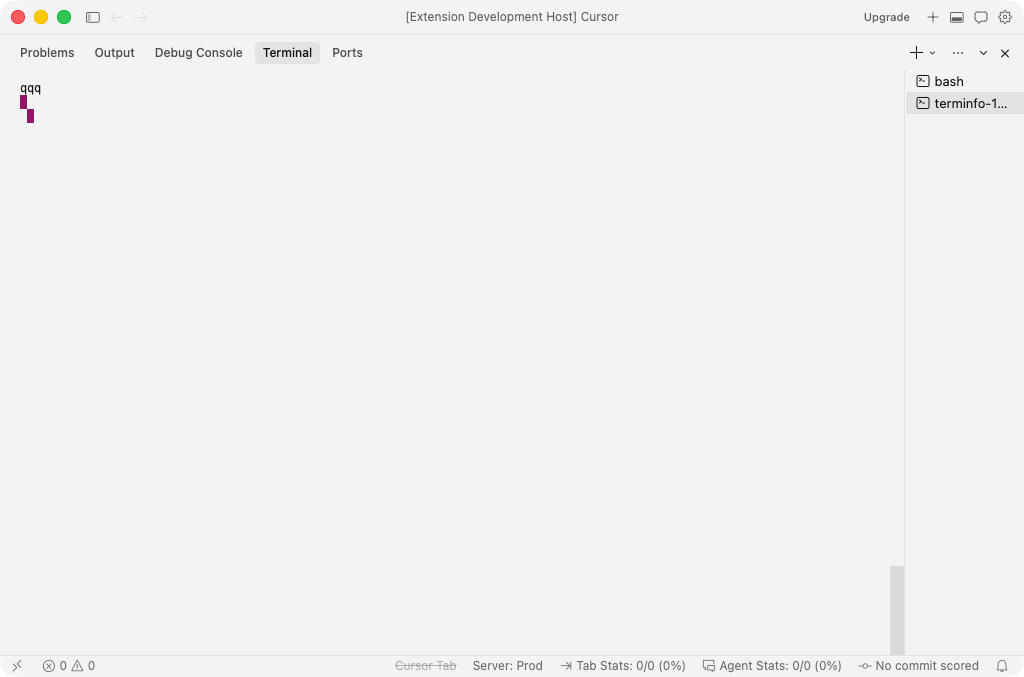 [Extension Development Host] Cursor
Upgrade
Problems Output Debug Console Terminal Ports
qqq
bash
terminfo-1...
0 0 Cursor Tab Server: Prod Tab Stats: 0/0 (0%) Agent Stats: 0/0 (0%) No commit scored